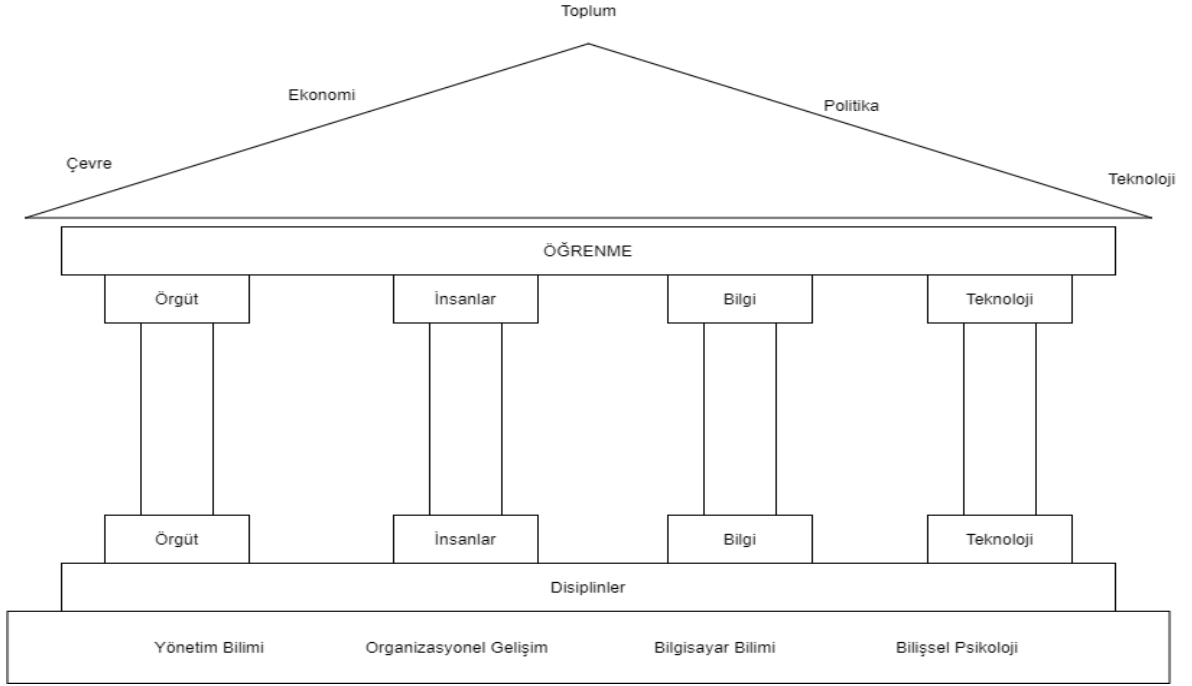 Toplum
Ekonomi
Politika
Çevre
Teknoloji
ÖĞRENME
Örgüt İnsanlar Bilgi Teknoloji
Örgüt İnsanlar Bilgi Teknoloji
Disiplinler
Yönetim Bilimi Organizasyonel Gelişim Bilgisayar Bilimi Bilişsel Psikoloji